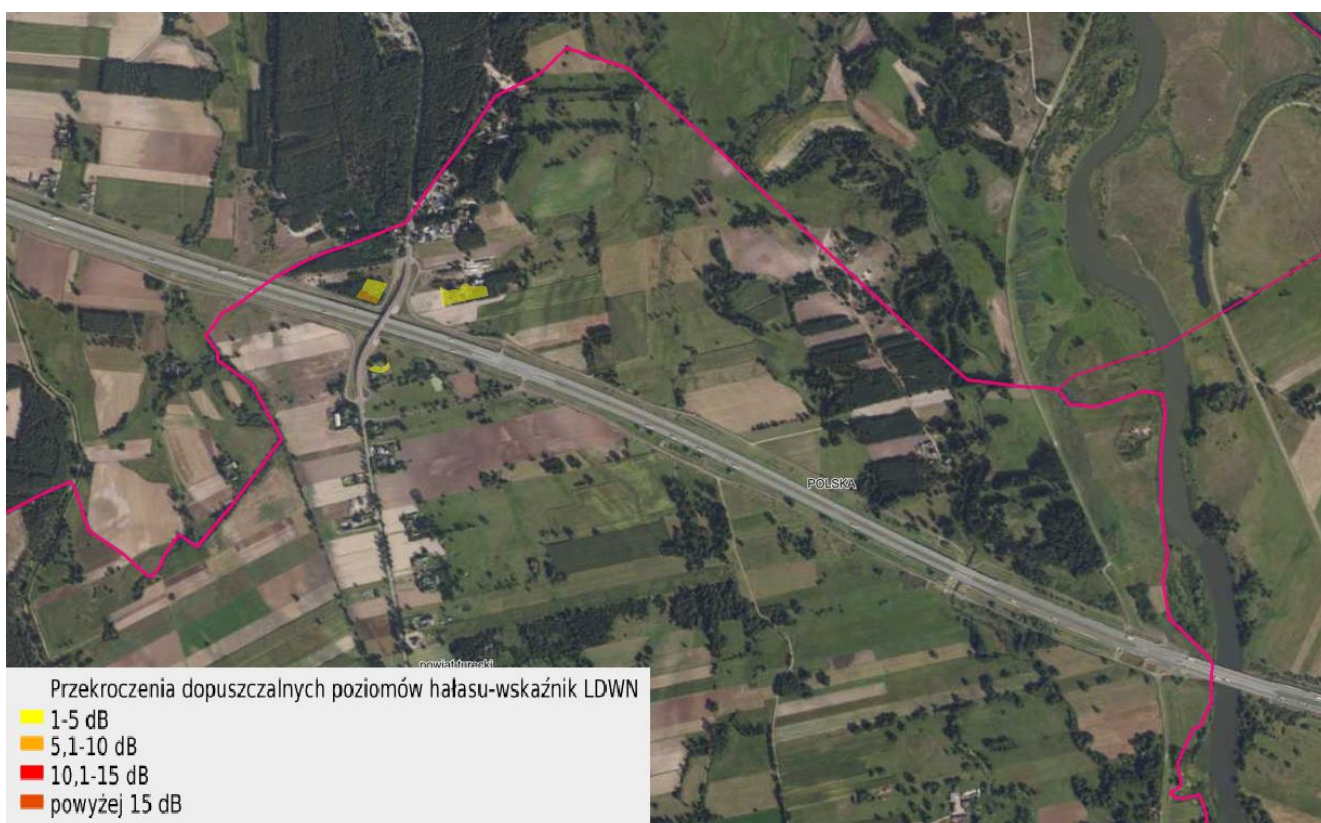 POLSKA
powiat turecki
Przekroczenia dopuszczalnych poziomów hałasu-wskaźnik LDWN
1-5 dB
5,1-10 dB
10,1-15 dB
powyżej 15 dB